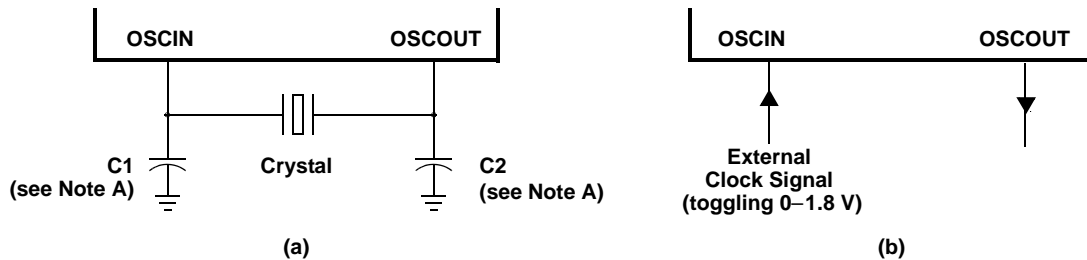 OSCIN
OSCOUT
C1
(see Note A)
Crystal
C2
(see Note A)
(a)
OSCIN
OSCOUT
External
Clock Signal
(toggling 0–1.8 V)
(b)